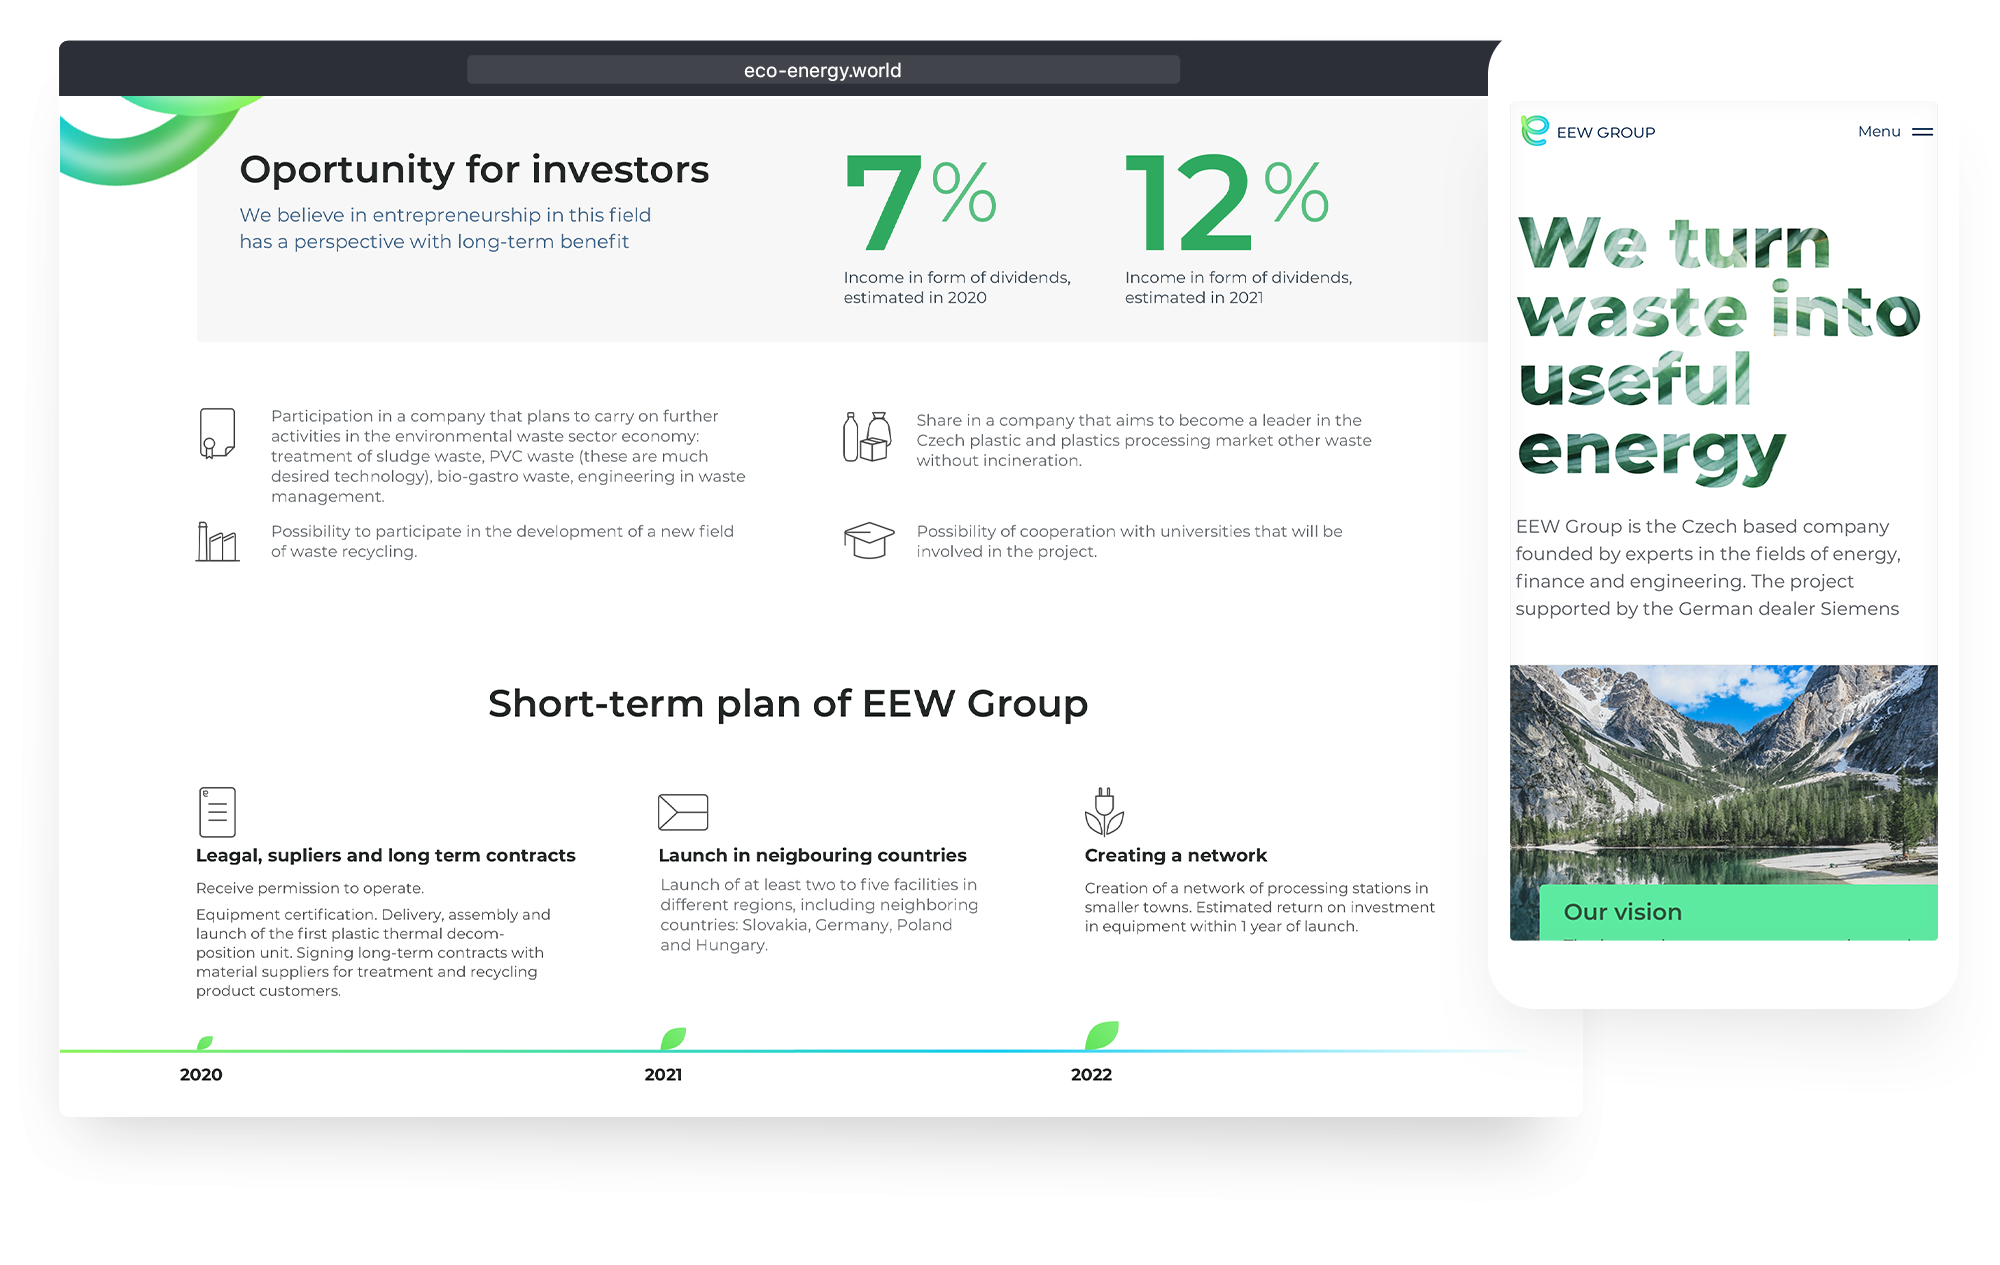 eco-energy.world
Oportunity for investors
We believe in entrepreneurship in this field
has a perspective with long-term benefit
7%
Income in form of dividends,
estimated in 2020
12%
Income in form of dividends,
estimated in 2021
Participation in a company that plans to carry on further
activities in the environmental waste sector economy:
treatment of sludge waste, PVC waste (these are much
desired technology), bio-gastro waste, engineering in waste
management.
Share in a company that aims to become a leader in the
Czech plastic and plastics processing market other waste
without incineration.
Possibility to participate in the development of a new field
of waste recycling.
Possibility of cooperation with universities that will be
involved in the project.
Short-term plan of EEW Group
Leagal, supliers and long term contracts
Receive permission to operate.
Equipment certification. Delivery, assembly and
launch of the first plastic thermal decom-
position unit. Signing long-term contracts with
material suppliers for treatment and recycling
product customers.
Launch in neigbouring countries
Launch of at least two to five facilities in
different regions, including neighboring
countries: Slovakia, Germany, Poland
and Hungary.
Creating a network
Creation of a network of processing stations in
smaller towns. Estimated return on investment
in equipment within 1 year of launch.
2020
2021
2022
EEW GROUP
Menu
We turn
waste into
useful
energy
EEW Group is the Czech based company
founded by experts in the fields of energy,
finance and engineering. The project
supported by the German dealer Siemens
Our vision